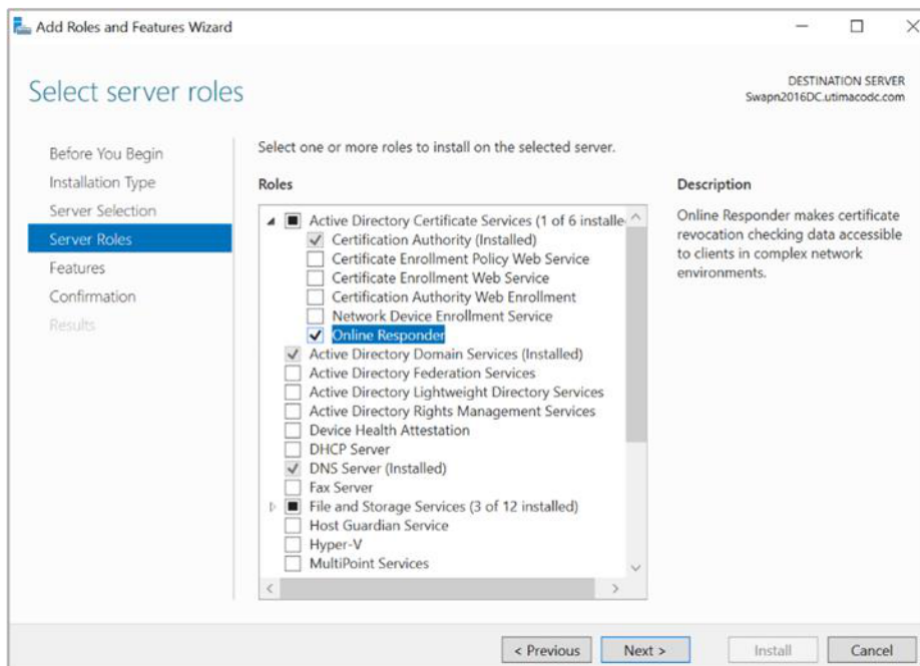 Add Roles and Features Wizard
Select server roles
DESTINATION SERVER
Swapn2016DC.utimacodc.com
Before You Begin
Installation Type
Server Selection
Server Roles
Features
Confirmation
Results
Select one or more roles to install on the selected server.
Roles
Active Directory Certificate Services (1 of 6 installe
Certification Authority (Installed)
Certificate Enrollment Policy Web Service
Certificate Enrollment Web Service
Certification Authority Web Enrollment
Network Device Enrollment Service
Online Responder
Active Directory Domain Services (Installed)
Active Directory Federation Services
Active Directory Lightweight Directory Services
Active Directory Rights Management Services
Device Health Attestation
DHCP Server
DNS Server (Installed)
Fax Server
File and Storage Services (3 of 12 installed)
Host Guardian Service
Hyper-V
MultiPoint Services
Description
Online Responder makes certificate
revocation checking data accessible
to clients in complex network
environments.
< Previous
Next >
Install
Cancel